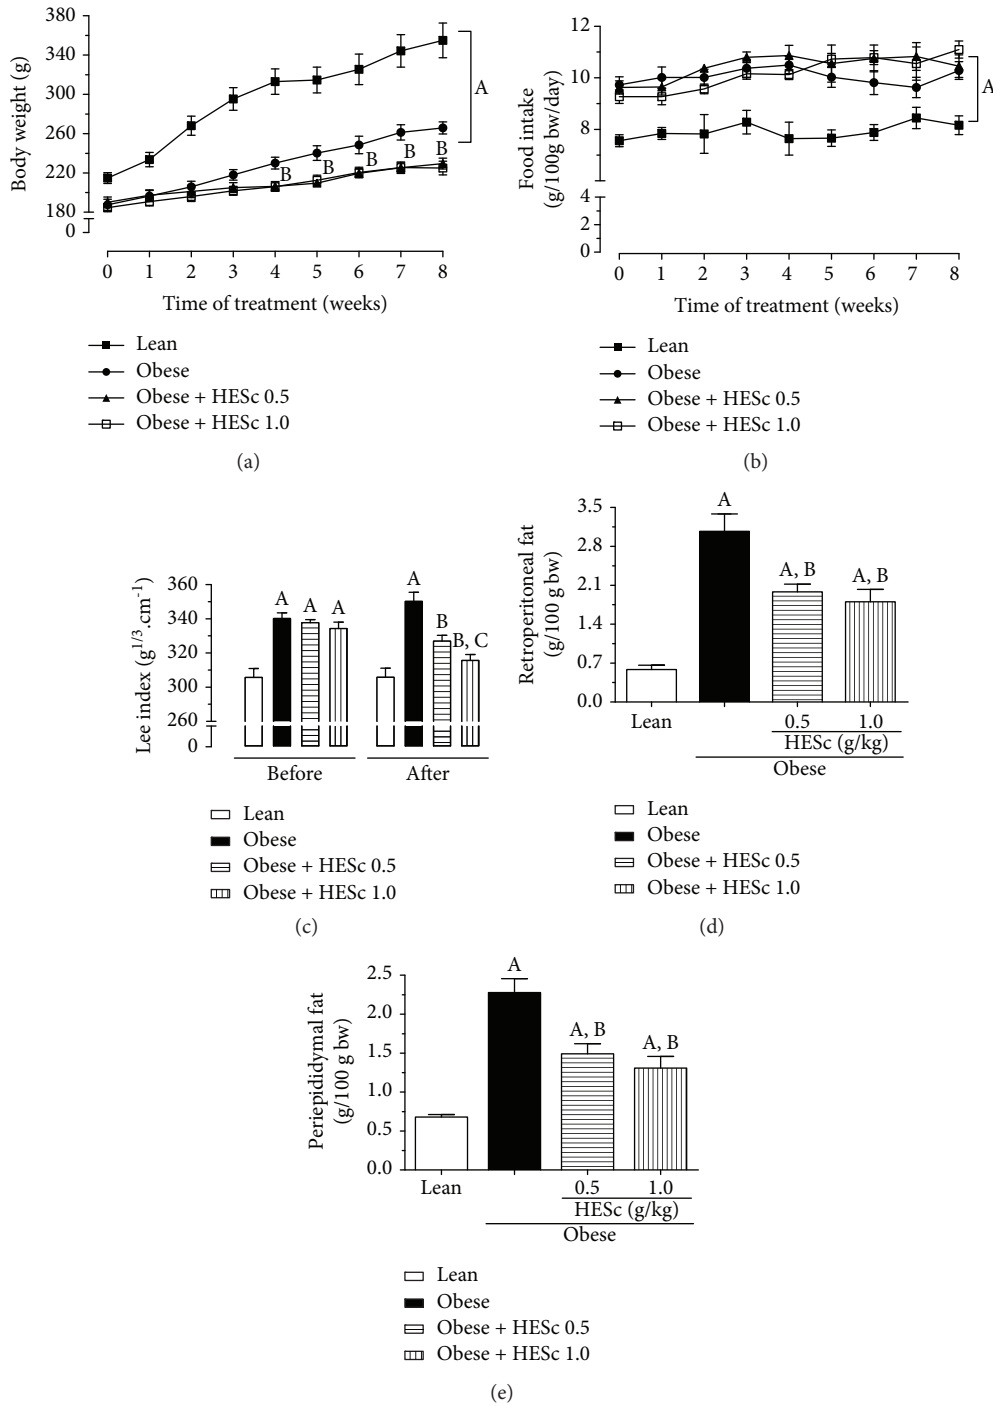 Body weight (g)
380
340
300
260
220
180
0
A
B B B B B
0 1 2 3 4 5 6 7 8
Time of treatment (weeks)
Lean
Obese
Obese + HESc 0.5
Obese + HESc 1.0
(a)
Food intake
(g/100g bw/day)
12
10
8
4
2
0
A
0 1 2 3 4 5 6 7 8
Time of treatment (weeks)
Lean
Obese
Obese + HESc 0.5
Obese + HESc 1.0
(b)
Lee index (g1/3.cm-1)
360
340
320
300
260
0
A A A
A
B
B, C
Before After
Lean
Obese
Obese + HESc 0.5
Obese + HESc 1.0
(c)
Retroperitoneal fat
(g/100 g bw)
3.5
2.8
2.1
1.4
0.7
0.0
A
A, B A, B
Lean 0.5 1.0
HESc (g/kg)
Obese
Lean
Obese
Obese + HESc 0.5
Obese + HESc 1.0
(d)
Periepididymal fat
(g/100 g bw)
2.5
2.0
1.5
1.0
0.5
0.0
A
A, B A, B
Lean 0.5 1.0
HESc (g/kg)
Obese
Lean
Obese
Obese + HESc 0.5
Obese + HESc 1.0
(e)